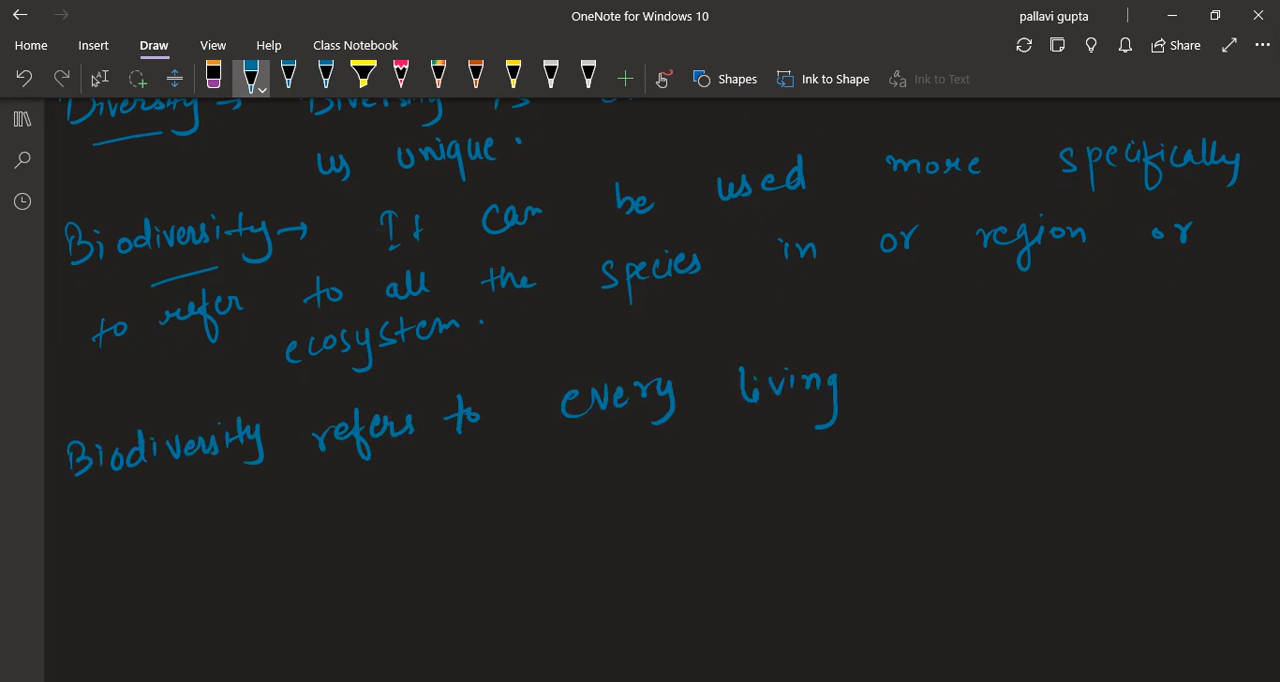 OneNote for Windows 10
pallavi gupta
Home Insert Draw View Help Class Notebook
Share
Shapes Ink to Shape Ink to Text
Diversity → Diversity is
us unique.
Biodiversity → It can be used more specifically
to refer to all the species in or region or
ecosystem.
Biodiversity refers to every living